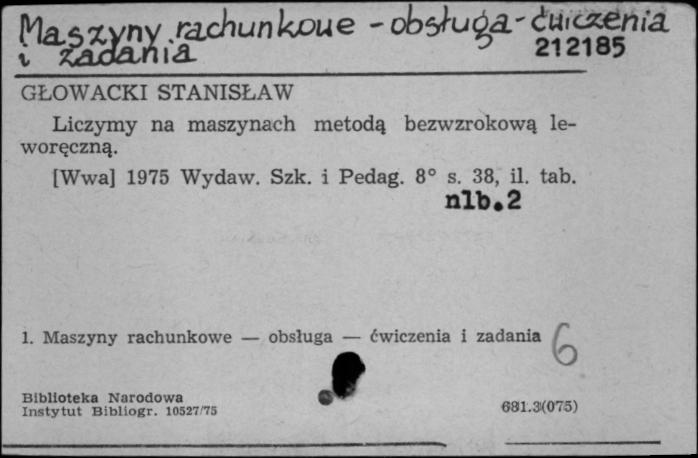 Maszyny rachunkowe - obsługa - ćwiczenia
i zadania 212185
GŁOWACKI STANISŁAW
Liczymy na maszynach metodą bezwzrokową le-
woręczną.
[Wwa] 1975 Wydaw. Szk. i Pedag. 8° s. 38, il. tab.
nlb.2
1. Maszyny rachunkowe — obsługa — ćwiczenia i zadania 6
Biblioteka Narodowa
Instytut Bibliogr. 10527/75 681.3(075)